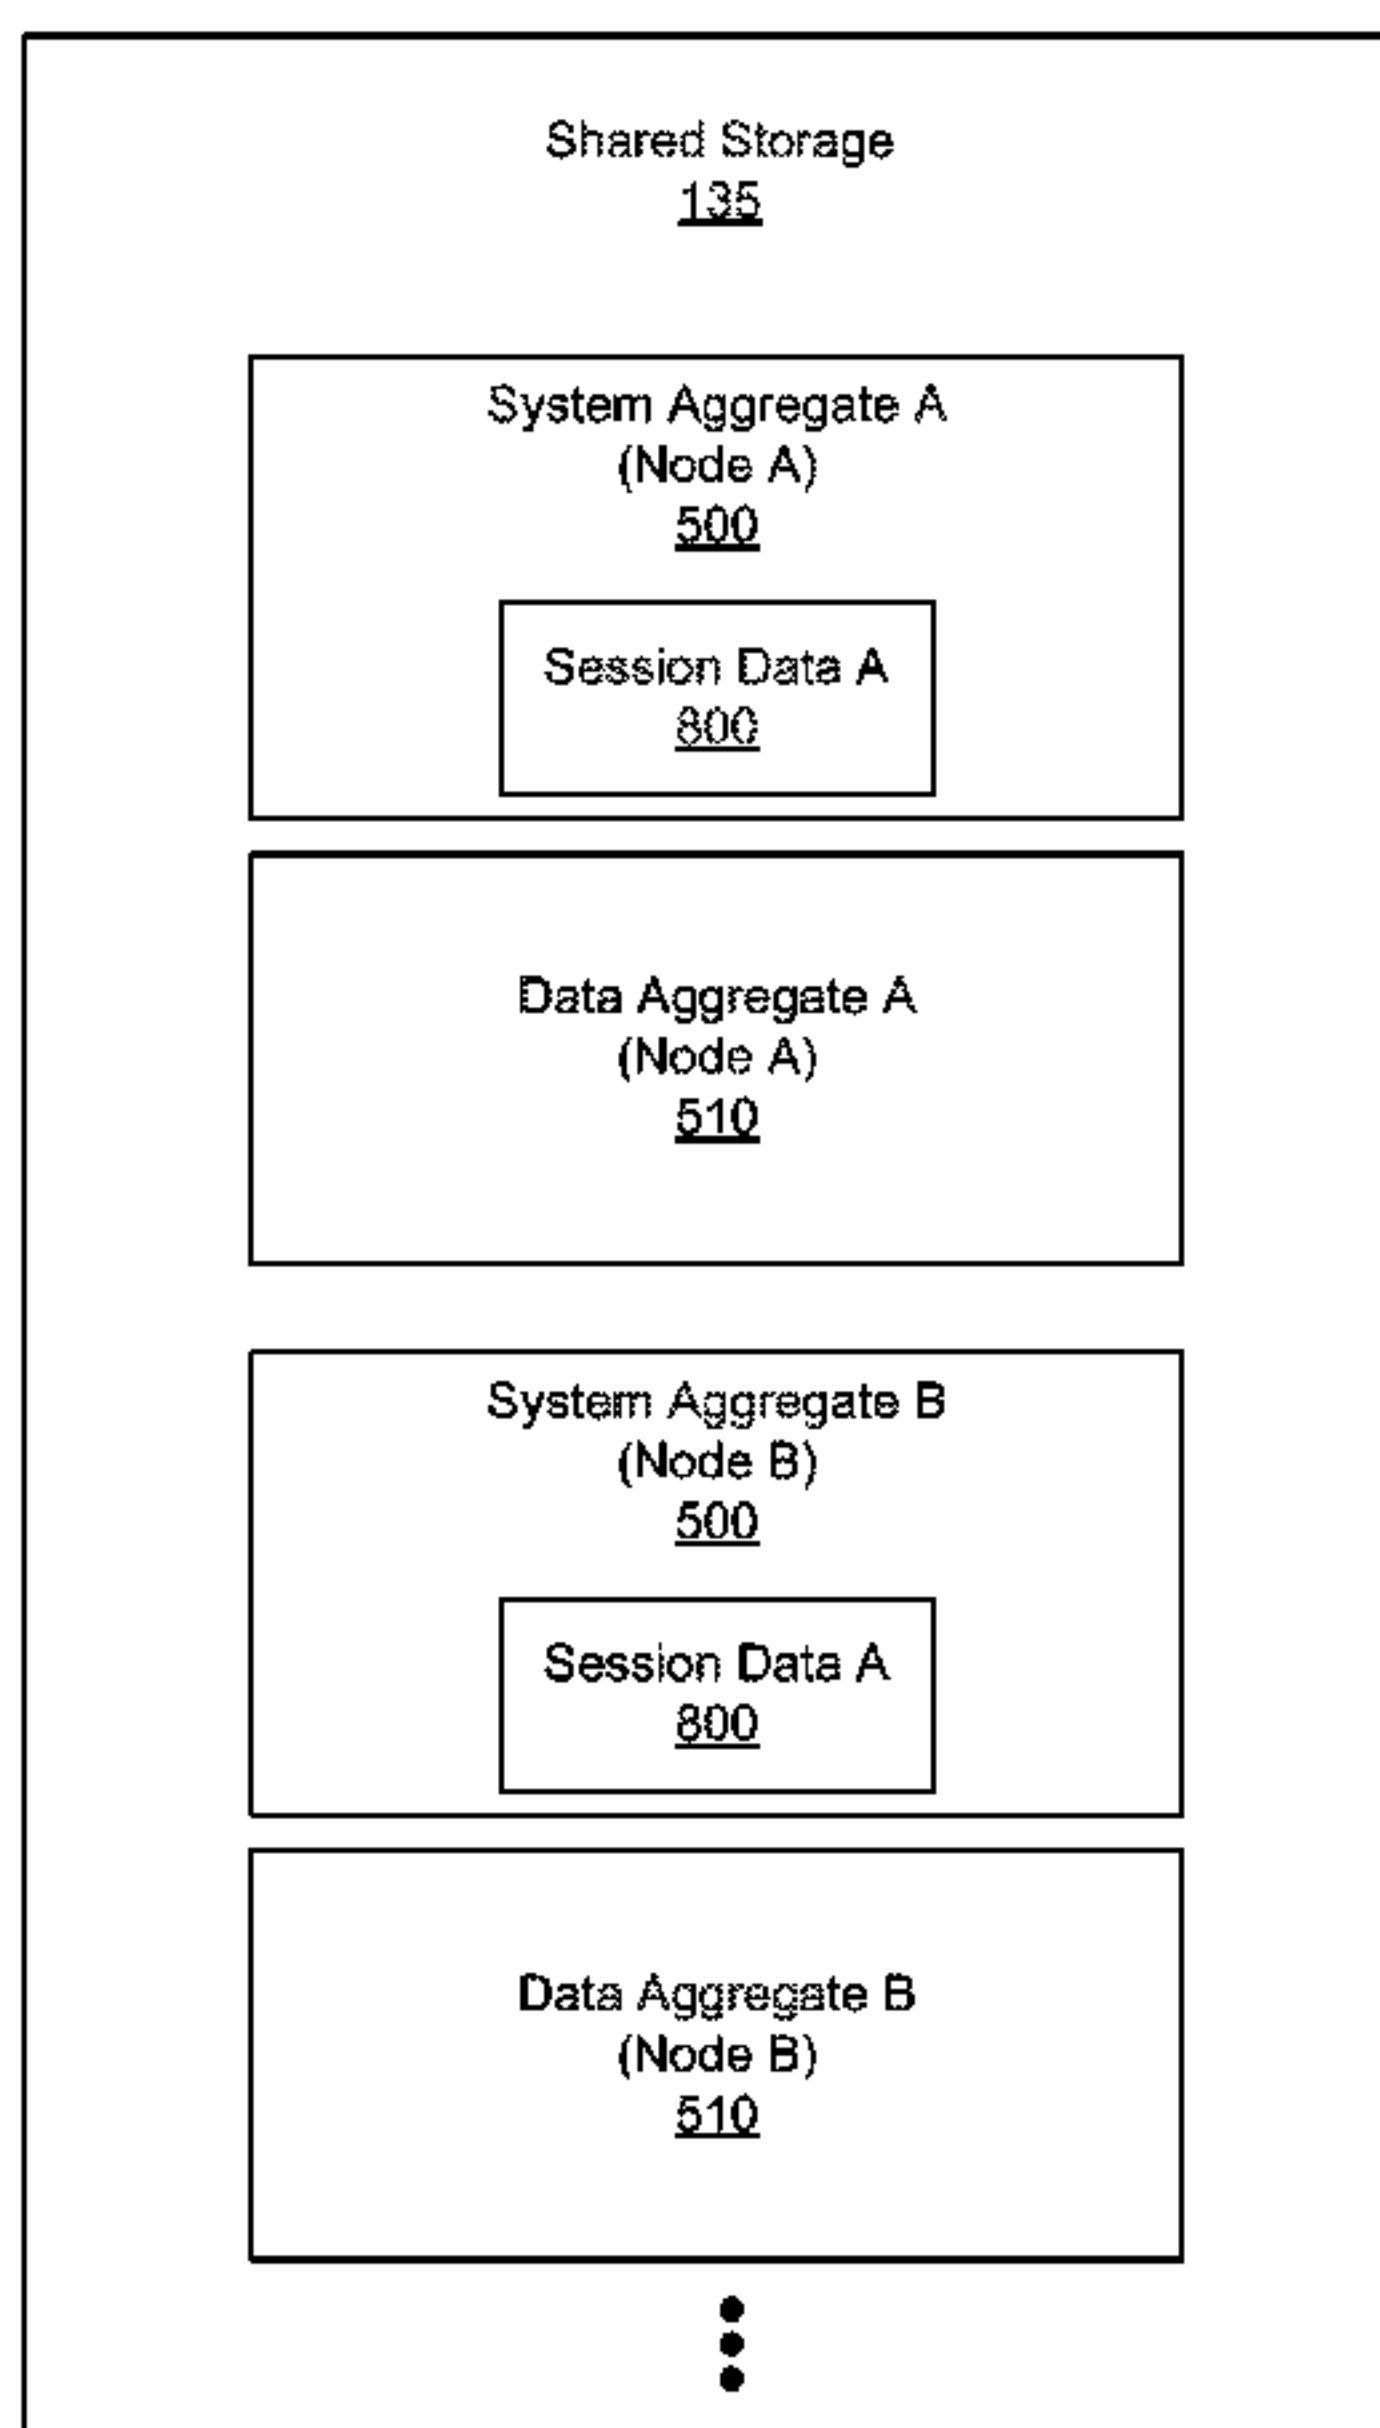 Shared Storage
135
System Aggregate A
(Node A)
500
Session Data A
800
Data Aggregate A
(Node A)
510
System Aggregate B
(Node B)
500
Session Data A
800
Data Aggregate B
(Node B)
510